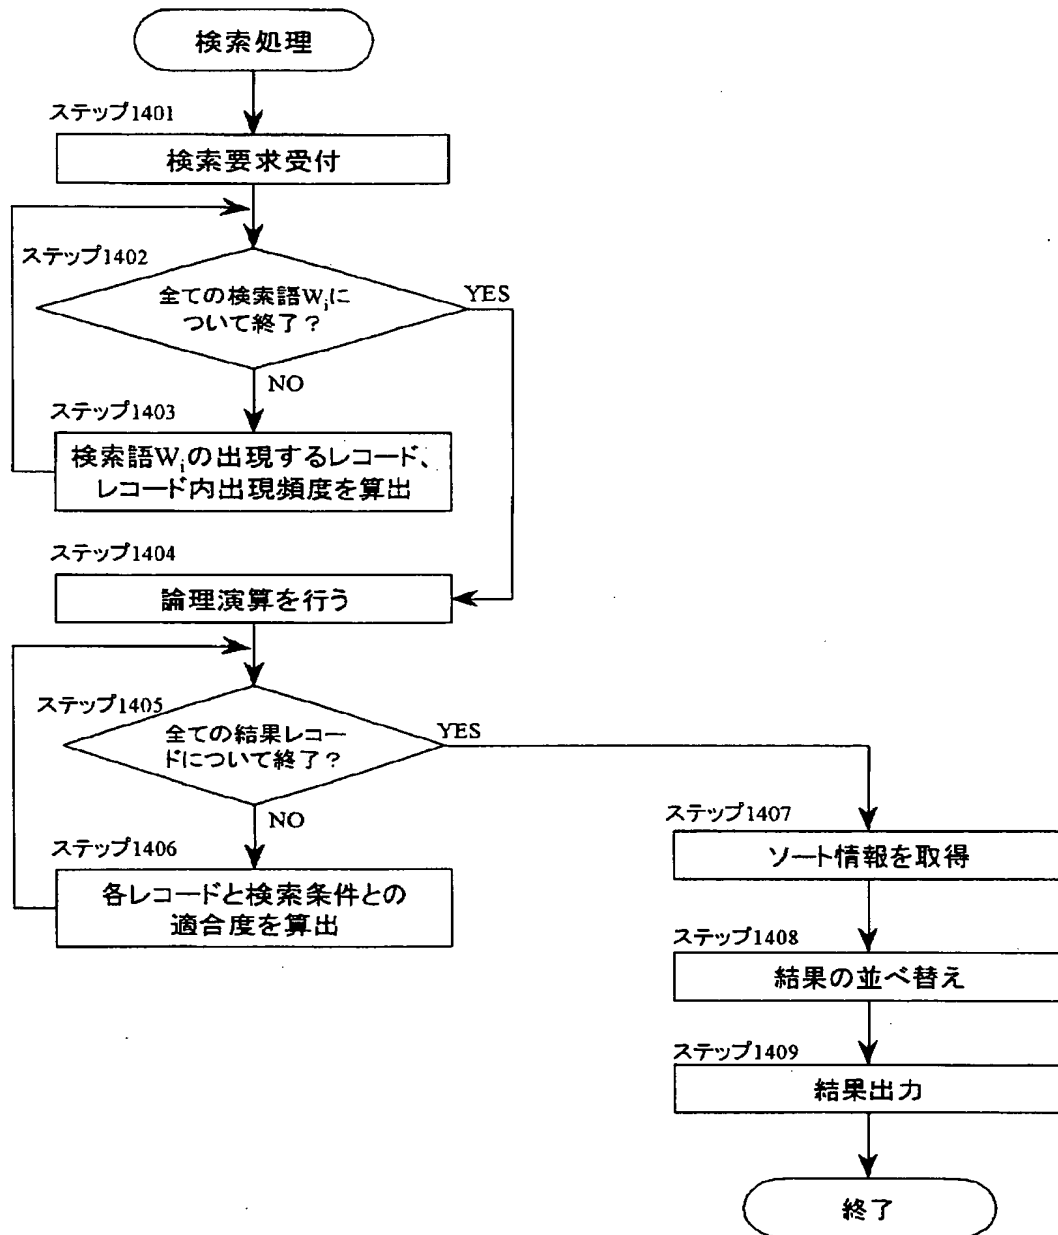 検索処理
ステップ1401
検索要求受付
ステップ1402
全ての検索語Wiに
ついて終了？
YES
NO
ステップ1403
検索語Wiの出現するレコード、
レコード内出現頻度を算出
ステップ1404
論理演算を行う
ステップ1405
全ての結果レコー
ドについて終了？
YES
NO
ステップ1406
各レコードと検索条件との
適合度を算出
ステップ1407
ソート情報を取得
ステップ1408
結果の並べ替え
ステップ1409
結果出力
終了